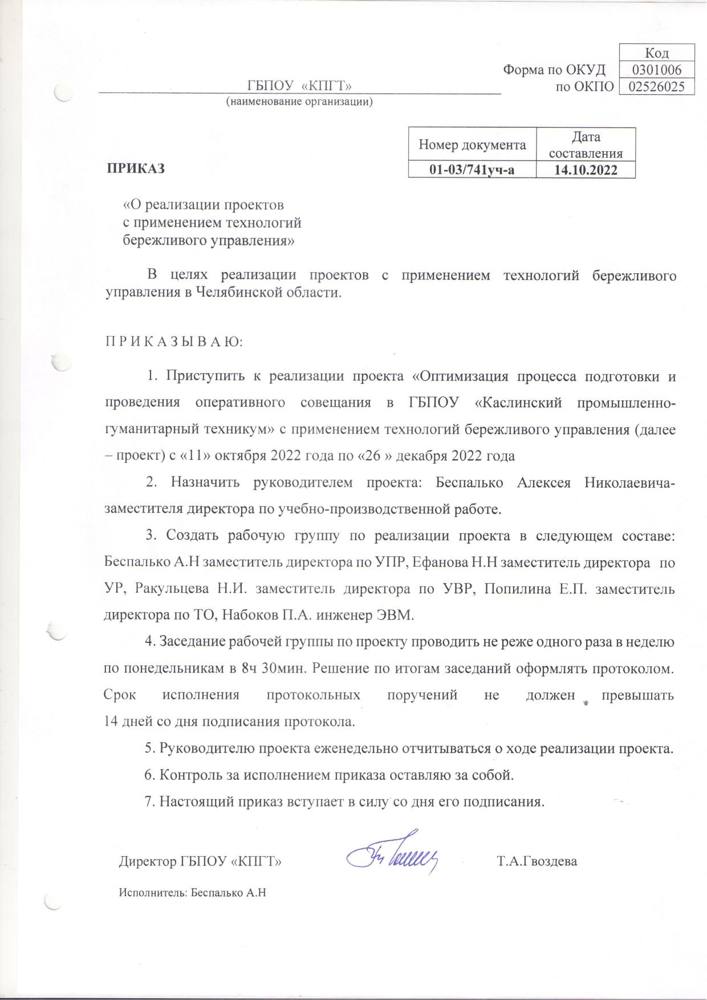 Код
Форма по ОКУД 0301006
ГБПОУ «КПГТ» по ОКПО 02526025
(наименование организации)
Номер документа Дата составления
ПРИКАЗ 01-03/741уч-а 14.10.2022
«О реализации проектов
с применением технологий
бережливого управления»
В целях реализации проектов с применением технологий бережливого
управления в Челябинской области.
П Р И К А З Ы В А Ю:
1. Приступить к реализации проекта «Оптимизация процесса подготовки и
проведения оперативного совещания в ГБПОУ «Каслинский промышленно-
гуманитарный техникум» с применением технологий бережливого управления (далее
– проект) с «11» октября 2022 года по «26 » декабря 2022 года
2. Назначить руководителем проекта: Беспалько Алексея Николаевича-
заместителя директора по учебно-производственной работе.
3. Создать рабочую группу по реализации проекта в следующем составе:
Беспалько А.Н заместитель директора по УПР, Ефанова Н.Н заместитель директора по
УР, Ракульцева Н.И. заместитель директора по УВР, Попилина Е.П. заместитель
директора по ТО, Набоков П.А. инженер ЭВМ.
4. Заседание рабочей группы по проекту проводить не реже одного раза в неделю
по понедельникам в 8ч 30мин. Решение по итогам заседаний оформлять протоколом.
Срок исполнения протокольных поручений не должен превышать
14 дней со дня подписания протокола.
5. Руководителю проекта еженедельно отчитываться о ходе реализации проекта.
6. Контроль за исполнением приказа оставляю за собой.
7. Настоящий приказ вступает в силу со дня его подписания.
Директор ГБПОУ «КПГТ» Т.А.Гвоздева
Исполнитель: Беспалько А.Н